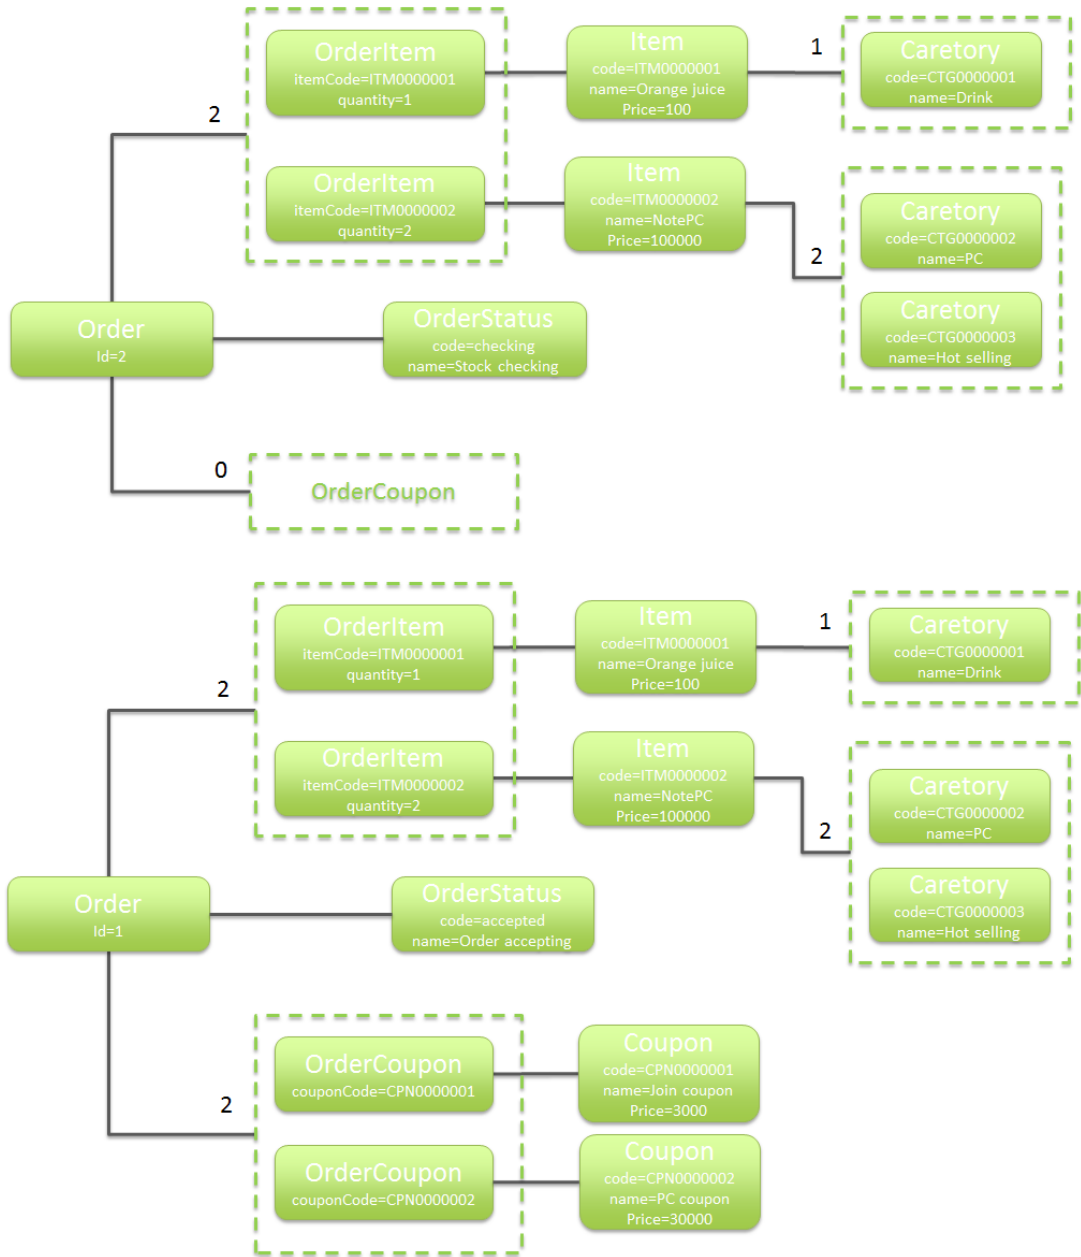 OrderItem
itemCode=ITM0000001
quantity=1
Item
code=ITM0000001
name=Orange juice
Price=100
1
Caretory
code=CTG0000001
name=Drink
2
OrderItem
itemCode=ITM0000002
quantity=2
Item
code=ITM0000002
name=NotePC
Price=100000
2
Caretory
code=CTG0000002
name=PC
Caretory
code=CTG0000003
name=Hot selling
Order
Id=2
OrderStatus
code=checking
name=Stock checking
0
OrderCoupon
OrderItem
itemCode=ITM0000001
quantity=1
Item
code=ITM0000001
name=Orange juice
Price=100
1
Caretory
code=CTG0000001
name=Drink
2
OrderItem
itemCode=ITM0000002
quantity=2
Item
code=ITM0000002
name=NotePC
Price=100000
2
Caretory
code=CTG0000002
name=PC
Caretory
code=CTG0000003
name=Hot selling
Order
Id=1
OrderStatus
code=accepted
name=Order accepting
2
OrderCoupon
couponCode=CPN0000001
Coupon
code=CPN0000001
name=Join coupon
Price=3000
OrderCoupon
couponCode=CPN0000002
Coupon
code=CPN0000002
name=PC coupon
Price=30000